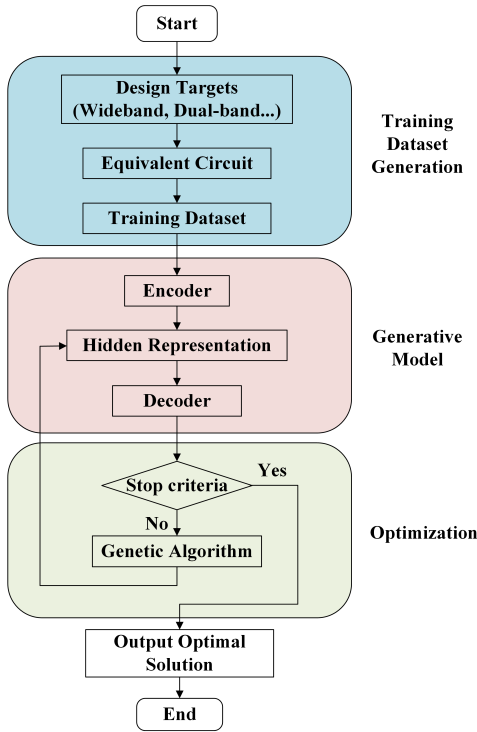 Start
Design Targets
(Wideband, Dual-band...)
Equivalent Circuit
Training Dataset
Training
Dataset
Generation
Encoder
Hidden Representation
Decoder
Generative
Model
Stop criteria
Yes
No
Genetic Algorithm
Optimization
Output Optimal
Solution
End